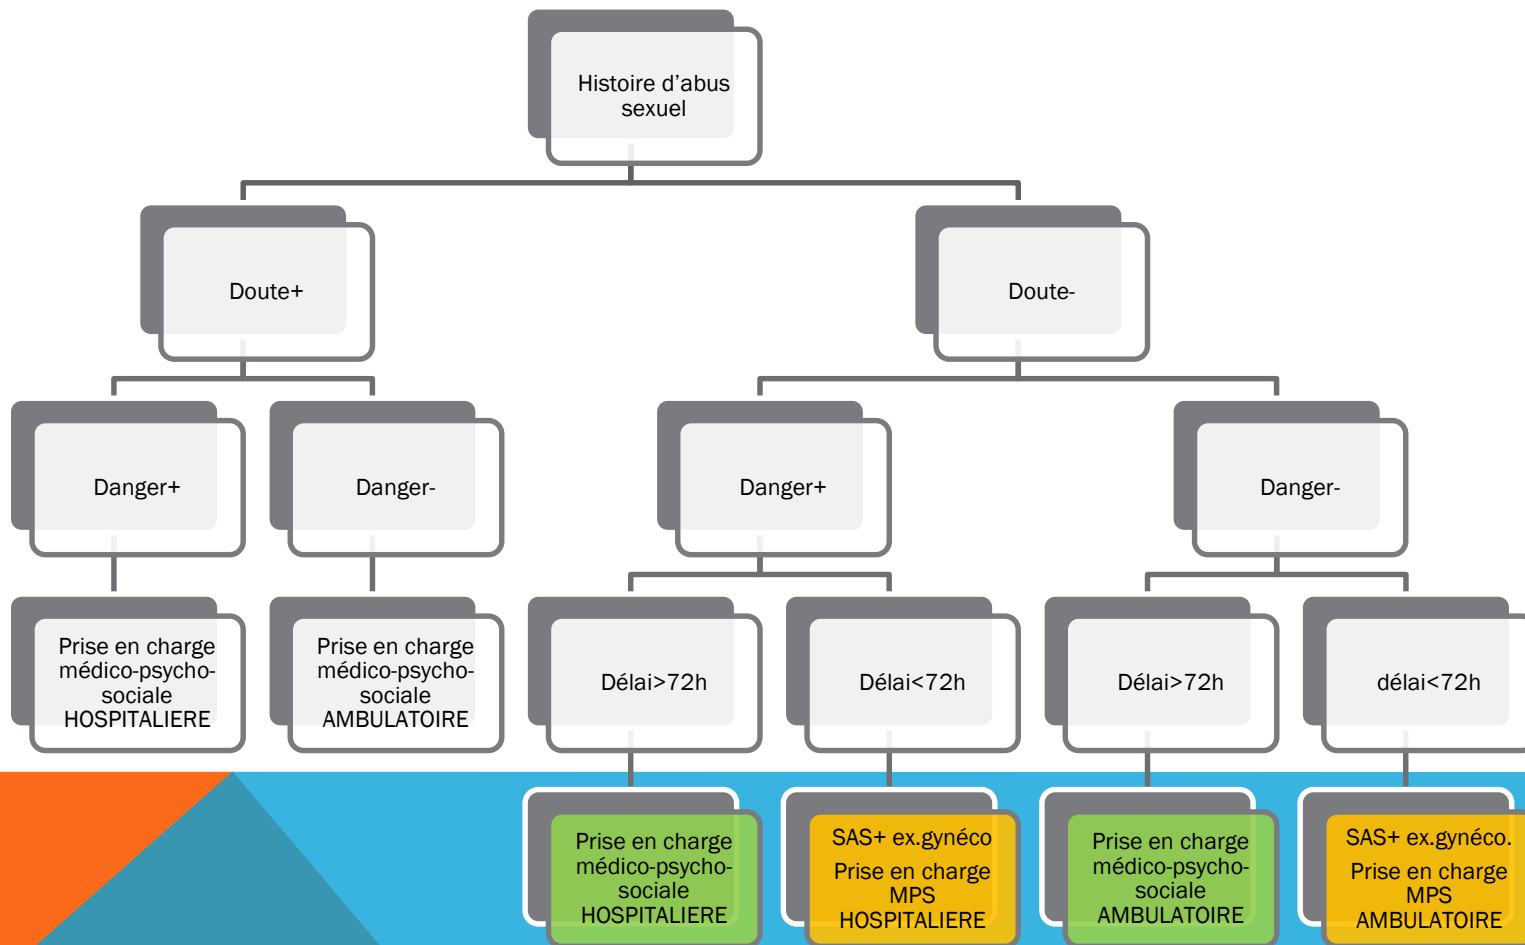 Histoire d'abus
sexuel
Doute+
Doute-
Danger+
Danger-
Danger+
Danger-
Prise en charge
médico-psycho-
sociale
HOSPITALIERE
Prise en charge
médico-psycho-
sociale
AMBULATOIRE
Délai>72h
Délai<72h
Délai>72h
délai<72h
Prise en charge
médico-psycho-
sociale
HOSPITALIERE
SAS+ ex.gynéco
Prise en charge
MPS
HOSPITALIERE
Prise en charge
médico-psycho-
sociale
AMBULATOIRE
SAS+ ex.gynéco.
Prise en charge
MPS
AMBULATOIRE